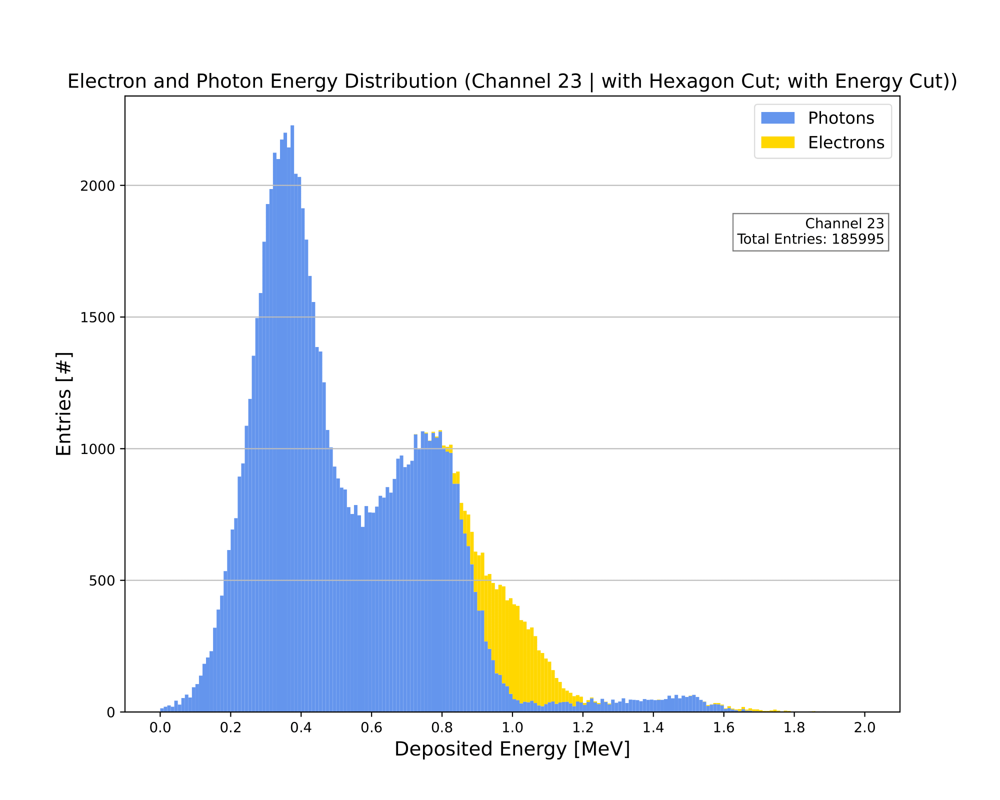 Electron and Photon Energy Distribution (Channel 23 | with Hexagon Cut; with Energy Cut))
Photons
Electrons
Channel 23
Total Entries: 185995
Entries [#]
2000
1500
1000
500
0
0.0 0.2 0.4 0.6 0.8 1.0 1.2 1.4 1.6 1.8 2.0
Deposited Energy [MeV]